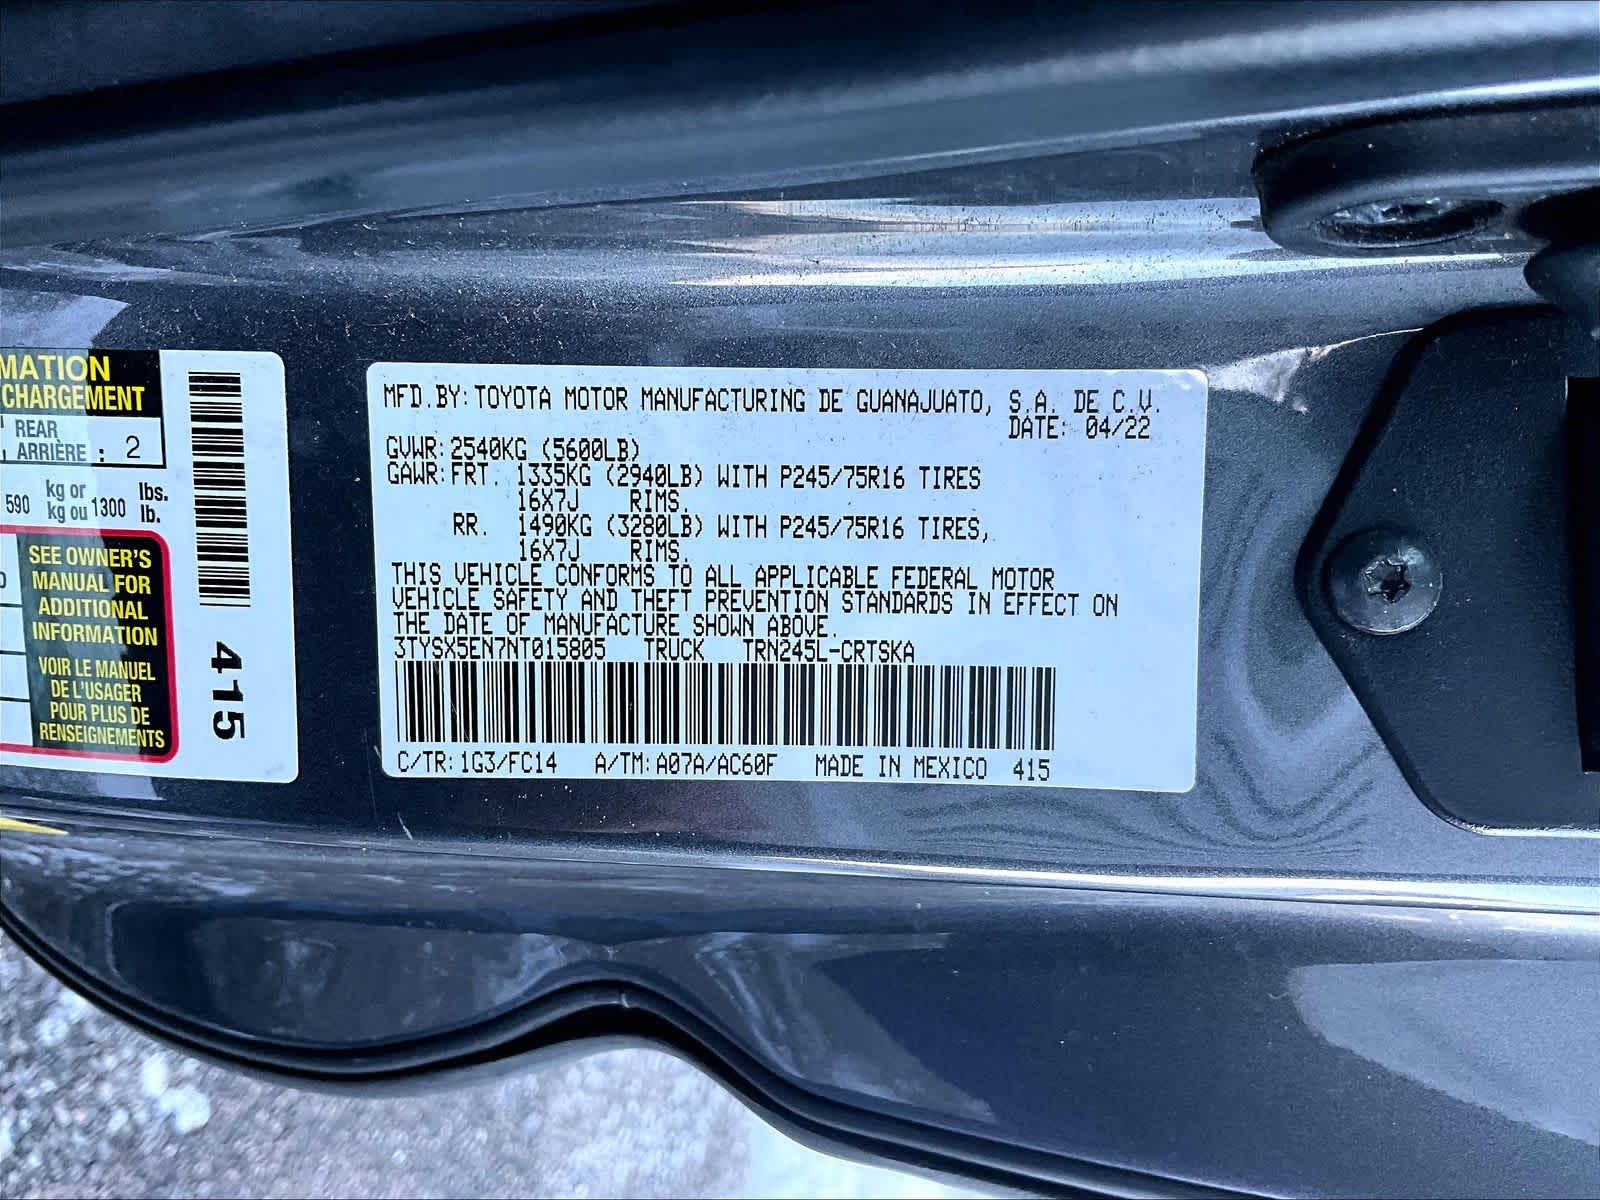 MATION
CHARGEMENT
REAR
ARRIÈRE : 2
590 kg or 1300 lbs.
kg ou lb.
SEE OWNER'S
MANUAL FOR
ADDITIONAL
INFORMATION
VOIR LE MANUEL
DE L'USAGER
POUR PLUS DE
RENSEIGNEMENTS
415
MFD.BY: TOYOTA MOTOR MANUFACTURING DE GUANAJUATO, S.A. DE C.V.
DATE: 04/22
GVWR: 2540KG (5600LB)
GAWR: FRT. 1335KG (2940LB) WITH P245/75R16 TIRES
16X7J RIMS.
RR. 1490KG (3280LB) WITH P245/75R16 TIRES,
16X7J RIMS.
THIS VEHICLE CONFORMS TO ALL APPLICABLE FEDERAL MOTOR
VEHICLE SAFETY AND THEFT PREVENTION STANDARDS IN EFFECT ON
THE DATE OF MANUFACTURE SHOWN ABOVE.
3TYSX5EN7NT015805 TRUCK TRN245L-CRTSKA
C/TR: 1G3/FC14 A/TM: A07A/AC60F MADE IN MEXICO 415